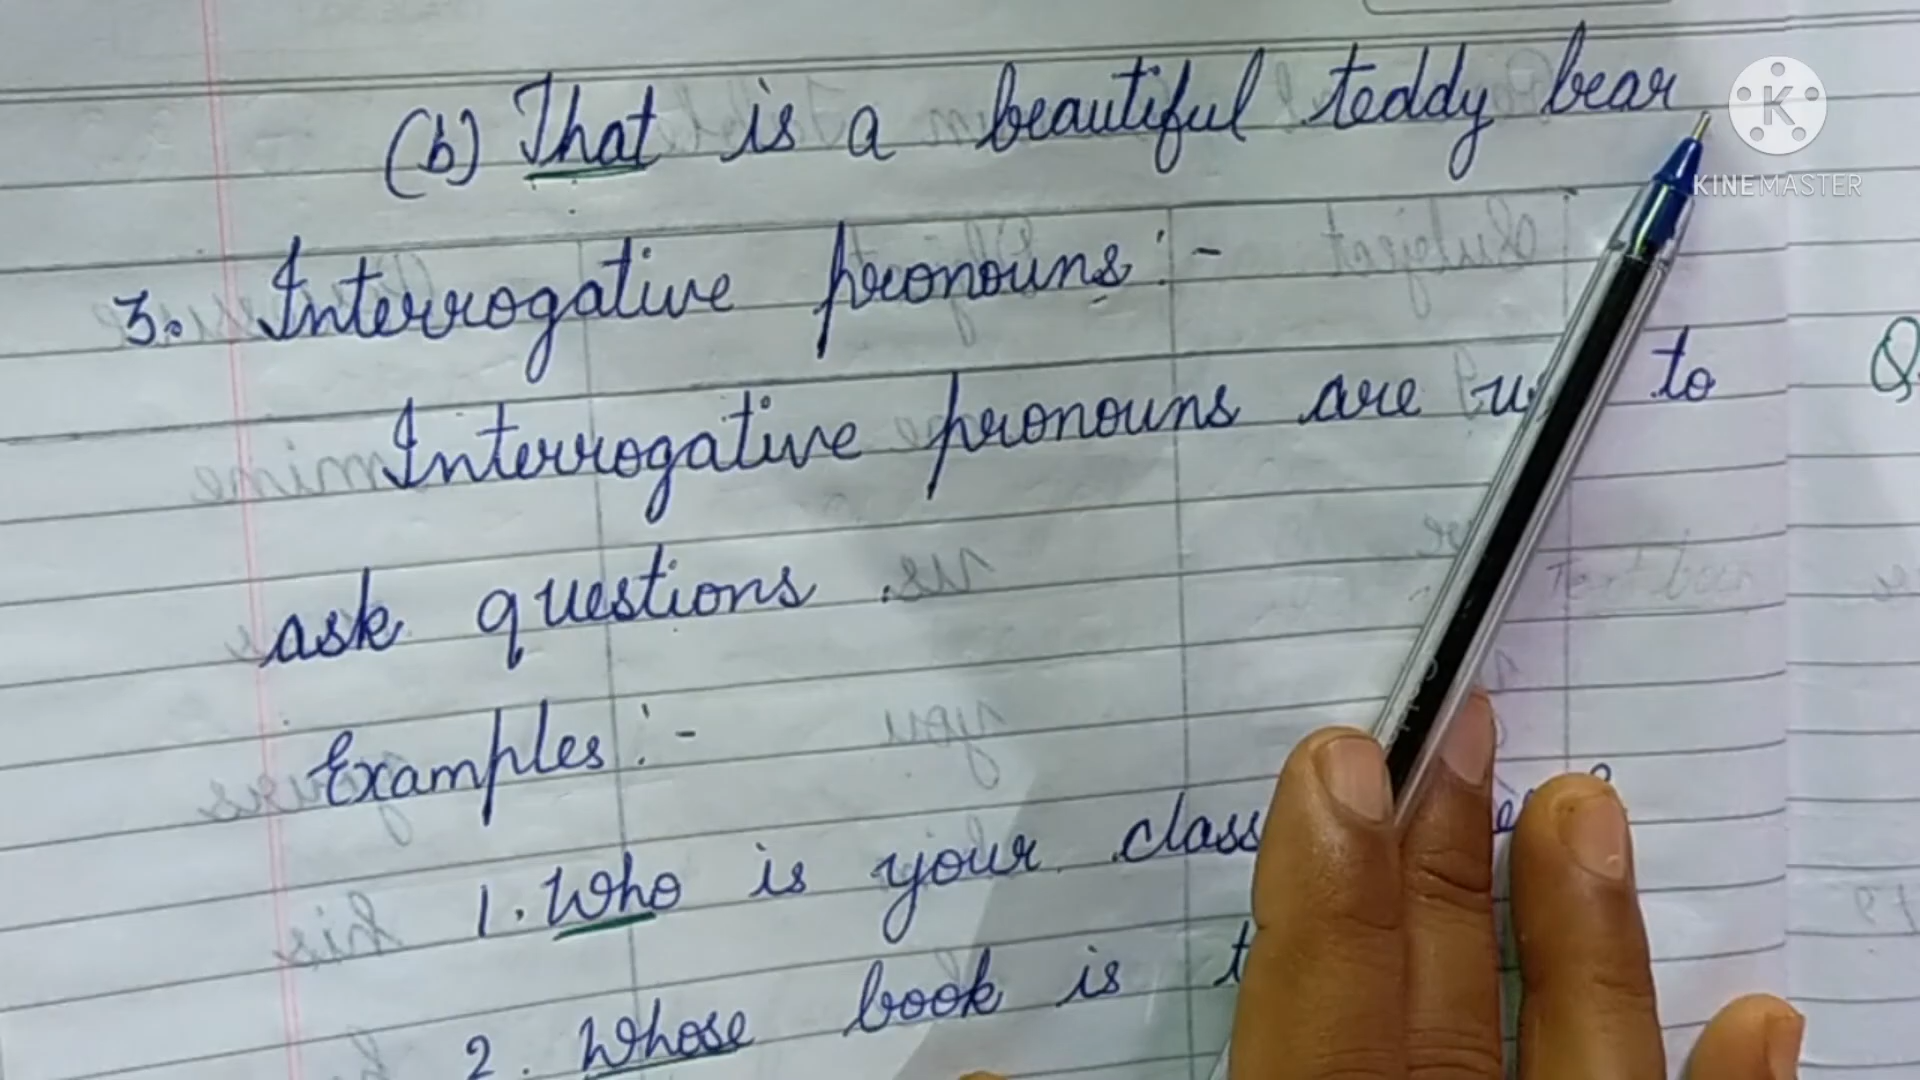 (b) That is a beautiful teddy bear
KINEMASTER
3. Interrogative pronouns :-
Interrogative pronouns are to
ask questions.
Examples :-
1. Who is your class
2. Whose book is
Q.